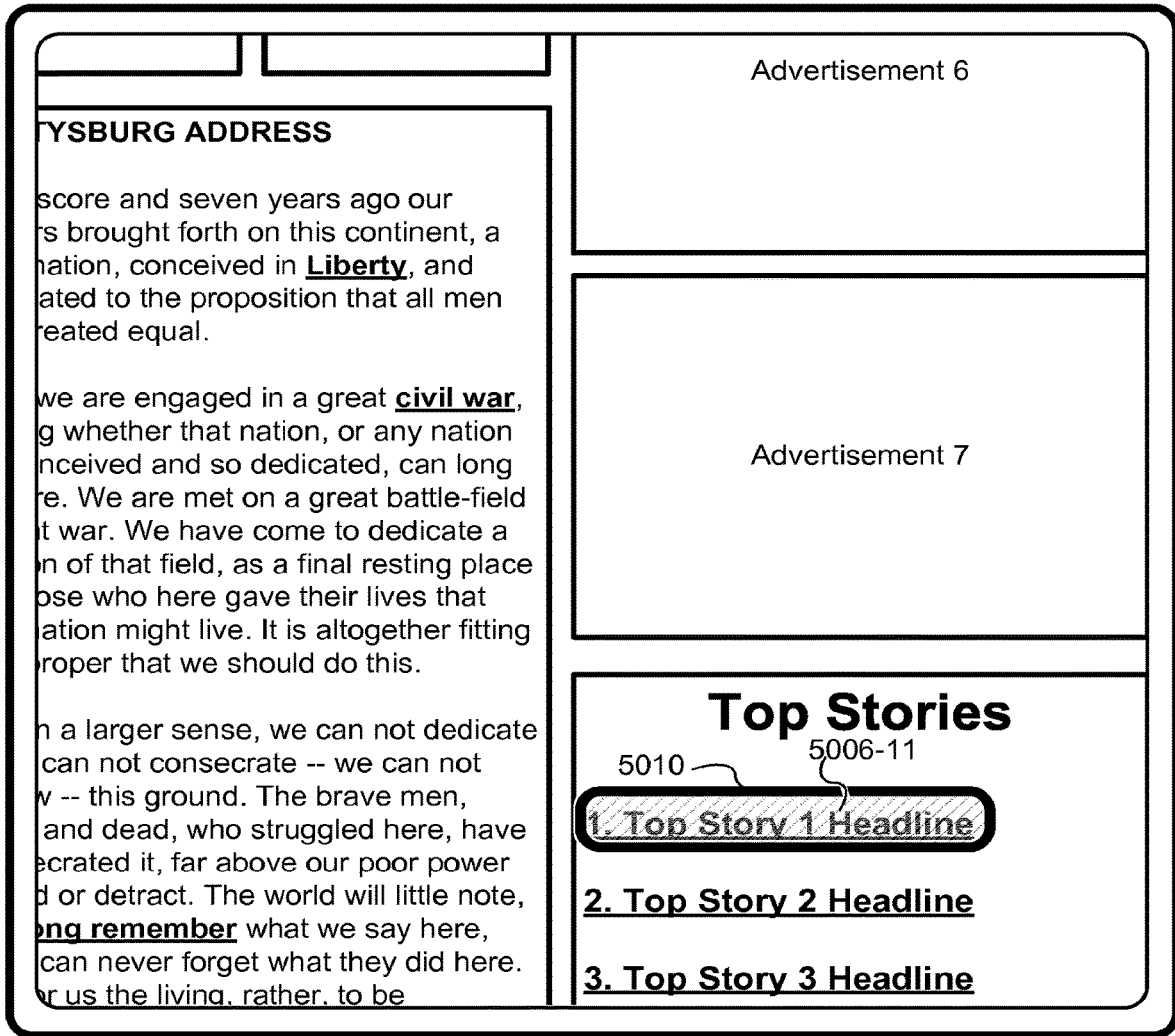 TYSBURG ADDRESS
score and seven years ago our
rs brought forth on this continent, a
nation, conceived in Liberty, and
ated to the proposition that all men
reated equal.
we are engaged in a great civil war,
g whether that nation, or any nation
nceived and so dedicated, can long
re. We are met on a great battle-field
t war. We have come to dedicate a
n of that field, as a final resting place
ose who here gave their lives that
ation might live. It is altogether fitting
roper that we should do this.
n a larger sense, we can not dedicate
can not consecrate -- we can not
w -- this ground. The brave men,
and dead, who struggled here, have
ecrated it, far above our poor power
d or detract. The world will little note,
ong remember what we say here,
can never forget what they did here.
or us the living, rather, to be
Advertisement 6
Advertisement 7
Top Stories
5010
5006-11
1. Top Story 1 Headline
2. Top Story 2 Headline
3. Top Story 3 Headline